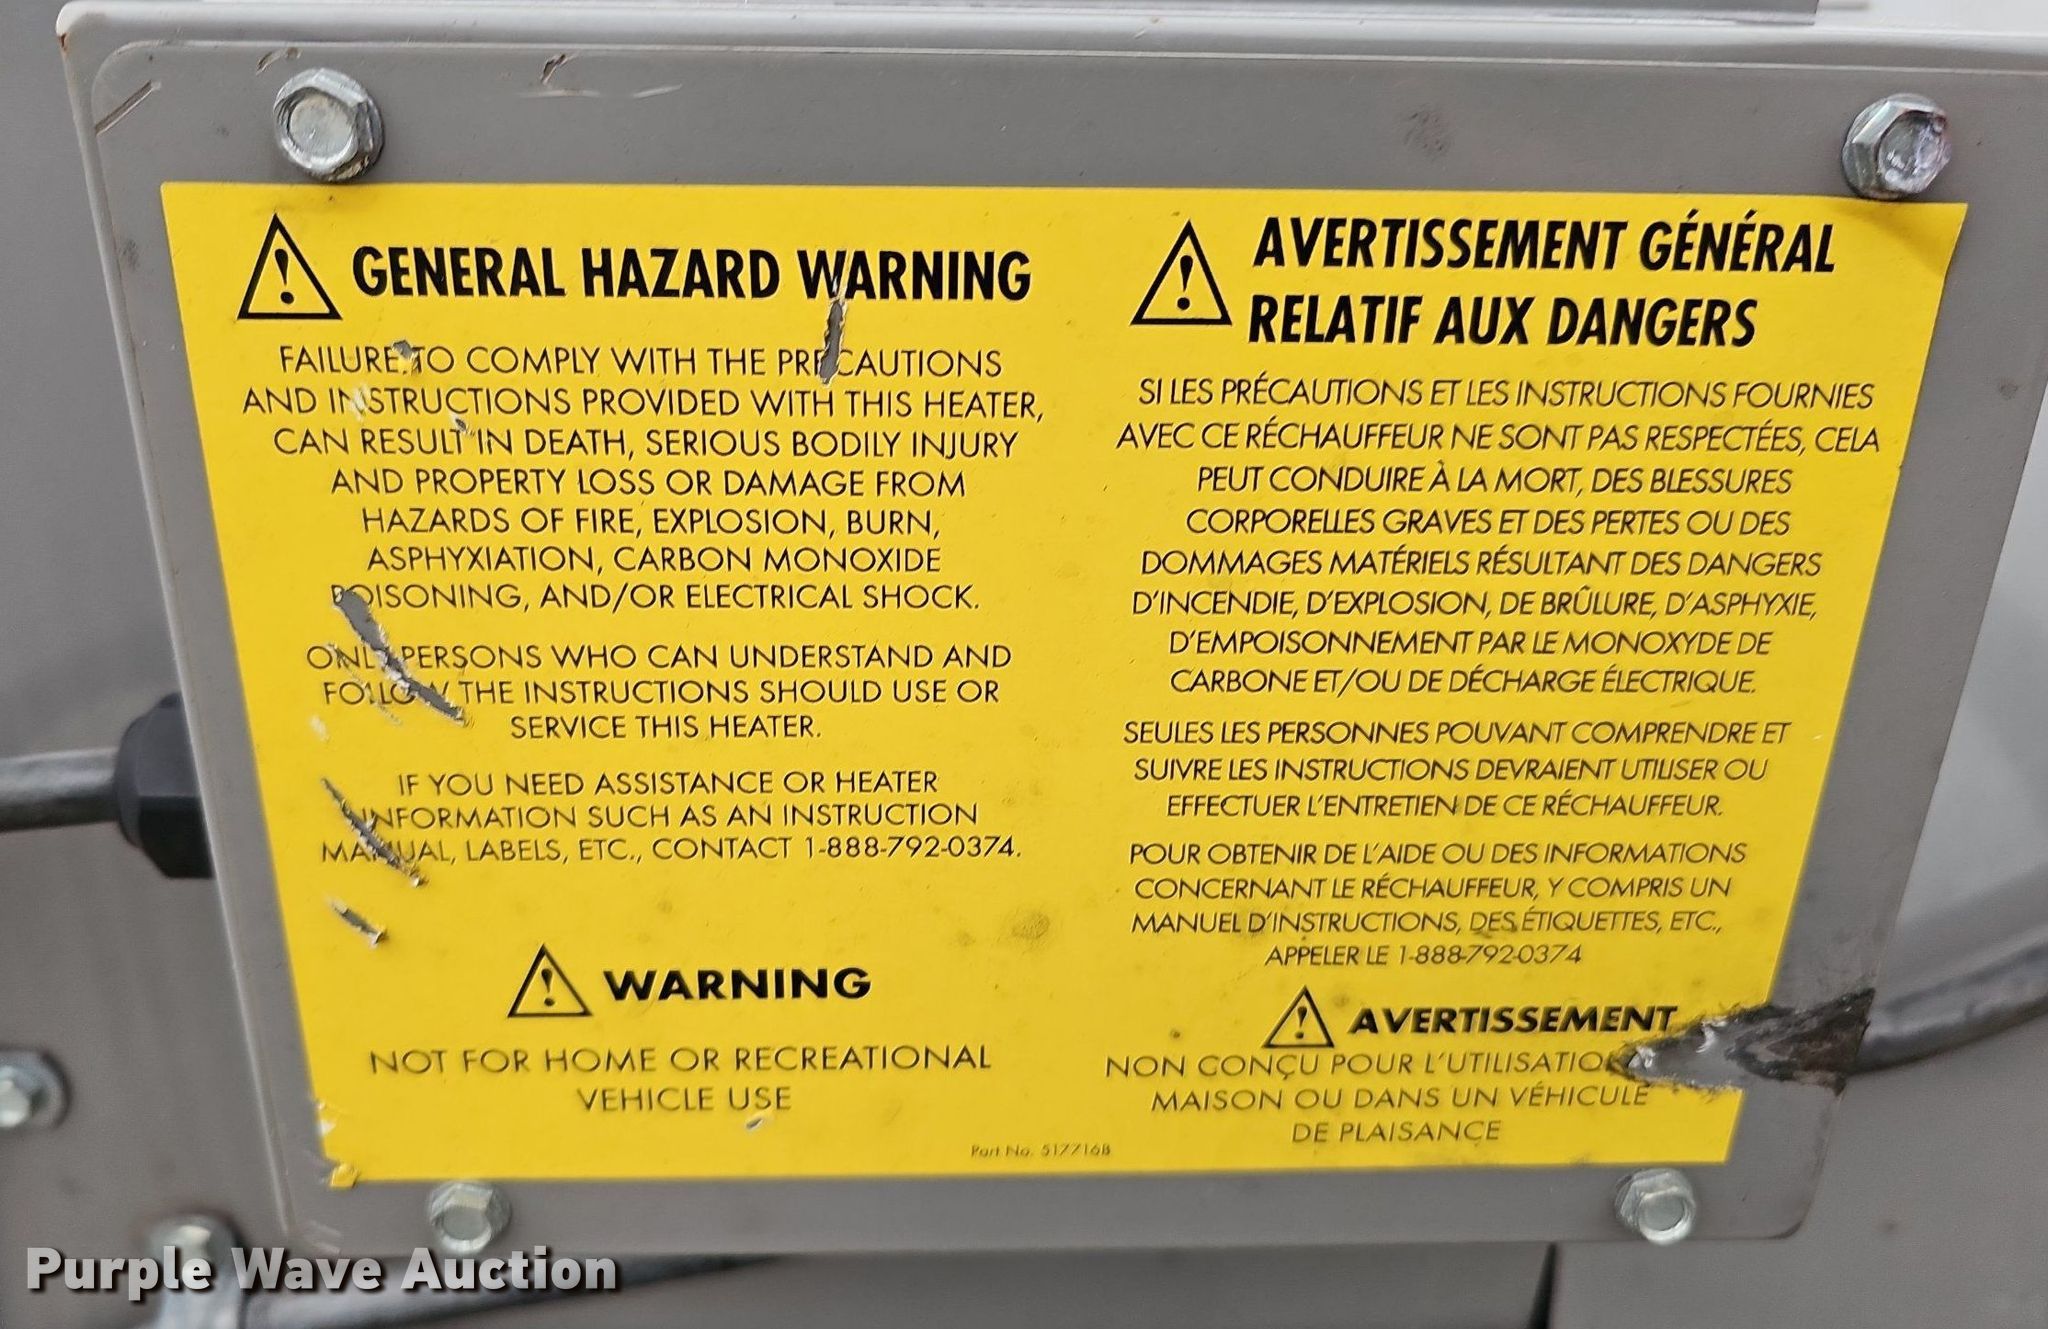 GENERAL HAZARD WARNING
FAILURE TO COMPLY WITH THE PRECAUTIONS
AND INSTRUCTIONS PROVIDED WITH THIS HEATER,
CAN RESULT IN DEATH, SERIOUS BODILY INJURY
AND PROPERTY LOSS OR DAMAGE FROM
HAZARDS OF FIRE, EXPLOSION, BURN,
ASPHYXIATION, CARBON MONOXIDE
POISONING, AND/OR ELECTRICAL SHOCK.
ONLY PERSONS WHO CAN UNDERSTAND AND
FOLLOW THE INSTRUCTIONS SHOULD USE OR
SERVICE THIS HEATER.
IF YOU NEED ASSISTANCE OR HEATER
INFORMATION SUCH AS AN INSTRUCTION
MANUAL, LABELS, ETC., CONTACT 1-888-792-0374.
WARNING
NOT FOR HOME OR RECREATIONAL
VEHICLE USE
AVERTISSEMENT GÉNÉRAL
RELATIF AUX DANGERS
SI LES PRÉCAUTIONS ET LES INSTRUCTIONS FOURNIES
AVEC CE RÉCHAUFFEUR NE SONT PAS RESPECTÉES, CELA
PEUT CONDUIRE À LA MORT, DES BLESSURES
CORPORELLES GRAVES ET DES PERTES OU DES
DOMMAGES MATÉRIELS RÉSULTANT DES DANGERS
D'INCENDIE, D'EXPLOSION, DE BRÛLURE, D'ASPHYXIE,
D'EMPOISONNEMENT PAR LE MONOXYDE DE
CARBONE ET/OU DE DÉCHARGE ÉLECTRIQUE.
SEULES LES PERSONNES POUVANT COMPRENDRE ET
SUIVRE LES INSTRUCTIONS DEVRAIENT UTILISER OU
EFFECTUER L'ENTRETIEN DE CE RÉCHAUFFEUR.
POUR OBTENIR DE L'AIDE OU DES INFORMATIONS
CONCERNANT LE RÉCHAUFFEUR, Y COMPRIS UN
MANUEL D'INSTRUCTIONS, DES ÉTIQUETTES, ETC.,
APPELER LE 1-888-792-0374
AVERTISSEMENT
NON CONÇU POUR L'UTILISATION
MAISON OU DANS UN VÉHICULE
DE PLAISANCE
Part No. 517716B
Purple Wave Auction